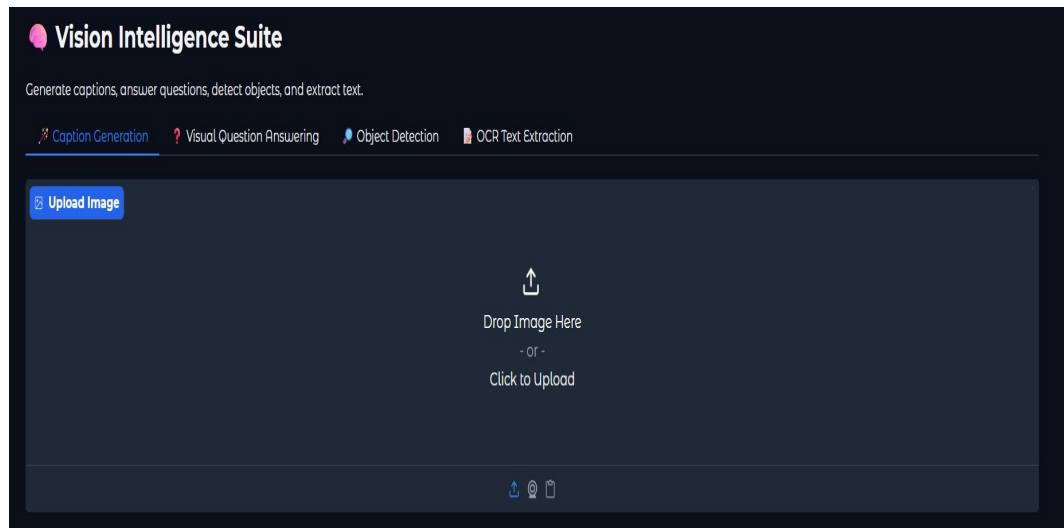 Vision Intelligence Suite
Generate captions, answer questions, detect objects, and extract text.
Caption Generation ❓ Visual Question Answering Object Detection OCR Text Extraction
Upload Image
Drop Image Here
- or -
Click to Upload